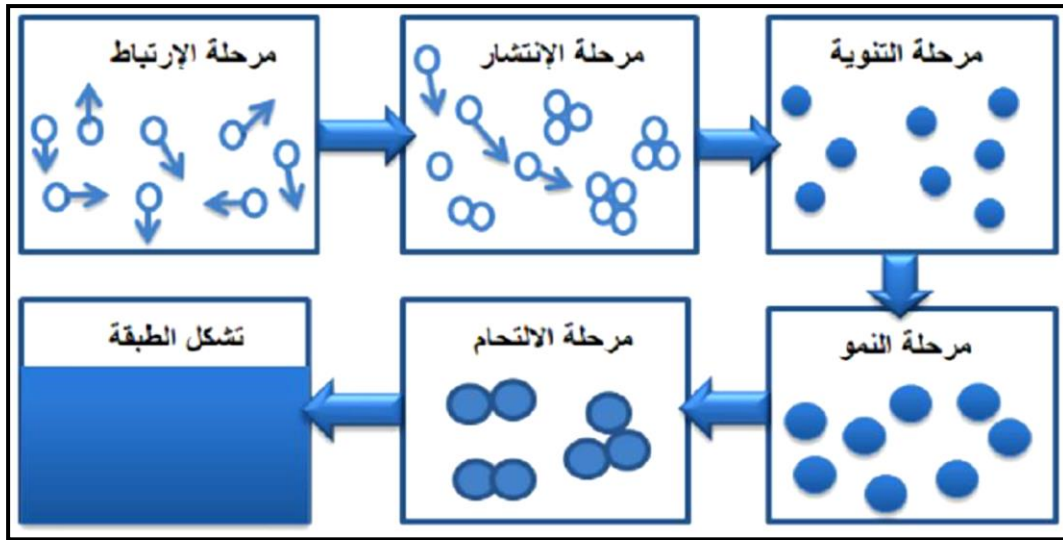 مرحلة الإرتباط
مرحلة الإنتشار
مرحلة التنوية
مرحلة النمو
مرحلة الالتحام
تشكل الطبقة